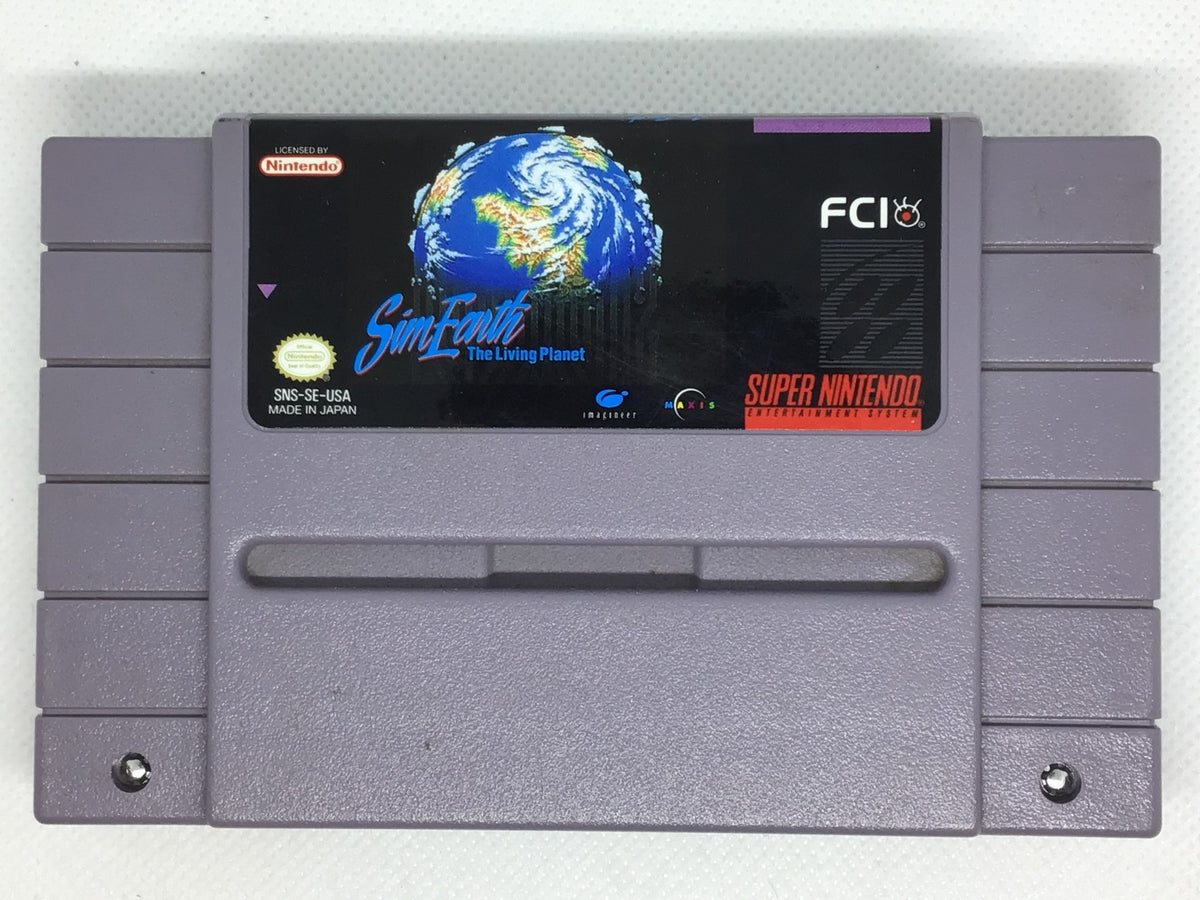 LICENSED BY
Nintendo
FCI
SimEarth
The Living Planet
Official
Nintendo
Seal of Quality
SNS-SE-USA
MADE IN JAPAN
imagineer
MAXIS
SUPER NINTENDO
ENTERTAINMENT SYSTEM